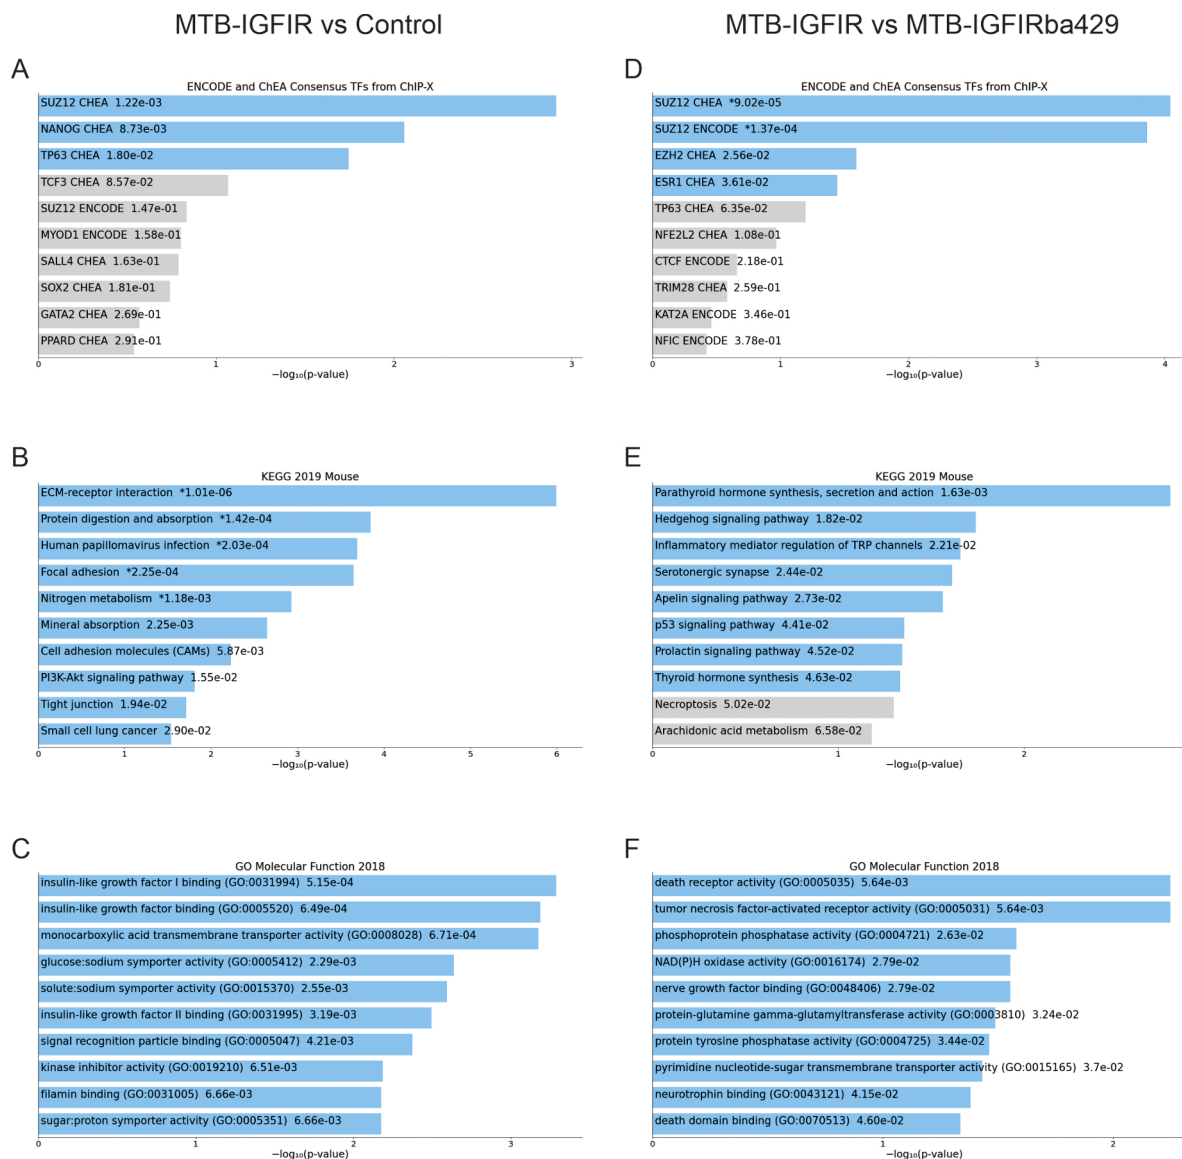 MTB-IGFIR vs Control
MTB-IGFIR vs MTB-IGFIRba429
A
ENCODE and ChEA Consensus TFs from ChIP-X
SUZ12 CHEA 1.22e-03
NANOG CHEA 8.73e-03
TP63 CHEA 1.80e-02
TCF3 CHEA 8.57e-02
SUZ12 ENCODE 1.47e-01
MYOD1 ENCODE 1.58e-01
SALL4 CHEA 1.63e-01
SOX2 CHEA 1.81e-01
GATA2 CHEA 2.69e-01
PPARD CHEA 2.91e-01
0 1 2 3
−log₁₀(p-value)
D
ENCODE and ChEA Consensus TFs from ChIP-X
SUZ12 CHEA *9.02e-05
SUZ12 ENCODE *1.37e-04
EZH2 CHEA 2.56e-02
ESR1 CHEA 3.61e-02
TP63 CHEA 6.35e-02
NFE2L2 CHEA 1.08e-01
CTCF ENCODE 2.18e-01
TRIM28 CHEA 2.59e-01
KAT2A ENCODE 3.46e-01
NFIC ENCODE 3.78e-01
0 1 2 3 4
−log₁₀(p-value)
B
KEGG 2019 Mouse
ECM-receptor interaction *1.01e-06
Protein digestion and absorption *1.42e-04
Human papillomavirus infection *2.03e-04
Focal adhesion *2.25e-04
Nitrogen metabolism *1.18e-03
Mineral absorption 2.25e-03
Cell adhesion molecules (CAMs) 5.87e-03
PI3K-Akt signaling pathway 1.55e-02
Tight junction 1.94e-02
Small cell lung cancer 2.90e-02
0 1 2 3 4 5 6
−log₁₀(p-value)
E
KEGG 2019 Mouse
Parathyroid hormone synthesis, secretion and action 1.63e-03
Hedgehog signaling pathway 1.82e-02
Inflammatory mediator regulation of TRP channels 2.21e-02
Serotonergic synapse 2.44e-02
Apelin signaling pathway 2.73e-02
p53 signaling pathway 4.41e-02
Prolactin signaling pathway 4.52e-02
Thyroid hormone synthesis 4.63e-02
Necroptosis 5.02e-02
Arachidonic acid metabolism 6.58e-02
0 1 2
−log₁₀(p-value)
C
GO Molecular Function 2018
insulin-like growth factor I binding (GO:0031994) 5.15e-04
insulin-like growth factor binding (GO:0005520) 6.49e-04
monocarboxylic acid transmembrane transporter activity (GO:0008028) 6.71e-04
glucose:sodium symporter activity (GO:0005412) 2.29e-03
solute:sodium symporter activity (GO:0015370) 2.55e-03
insulin-like growth factor II binding (GO:0031995) 3.19e-03
signal recognition particle binding (GO:0005047) 4.21e-03
kinase inhibitor activity (GO:0019210) 6.51e-03
filamin binding (GO:0031005) 6.66e-03
sugar:proton symporter activity (GO:0005351) 6.66e-03
0 1 2 3
−log₁₀(p-value)
F
GO Molecular Function 2018
death receptor activity (GO:0005035) 5.64e-03
tumor necrosis factor-activated receptor activity (GO:0005031) 5.64e-03
phosphoprotein phosphatase activity (GO:0004721) 2.63e-02
NAD(P)H oxidase activity (GO:0016174) 2.79e-02
nerve growth factor binding (GO:0048406) 2.79e-02
protein-glutamine gamma-glutamyltransferase activity (GO:0003810) 3.24e-02
protein tyrosine phosphatase activity (GO:0004725) 3.44e-02
pyrimidine nucleotide-sugar transmembrane transporter activity (GO:0015165) 3.7e-02
neurotrophin binding (GO:0043121) 4.15e-02
death domain binding (GO:0070513) 4.60e-02
0 1 2
−log₁₀(p-value)